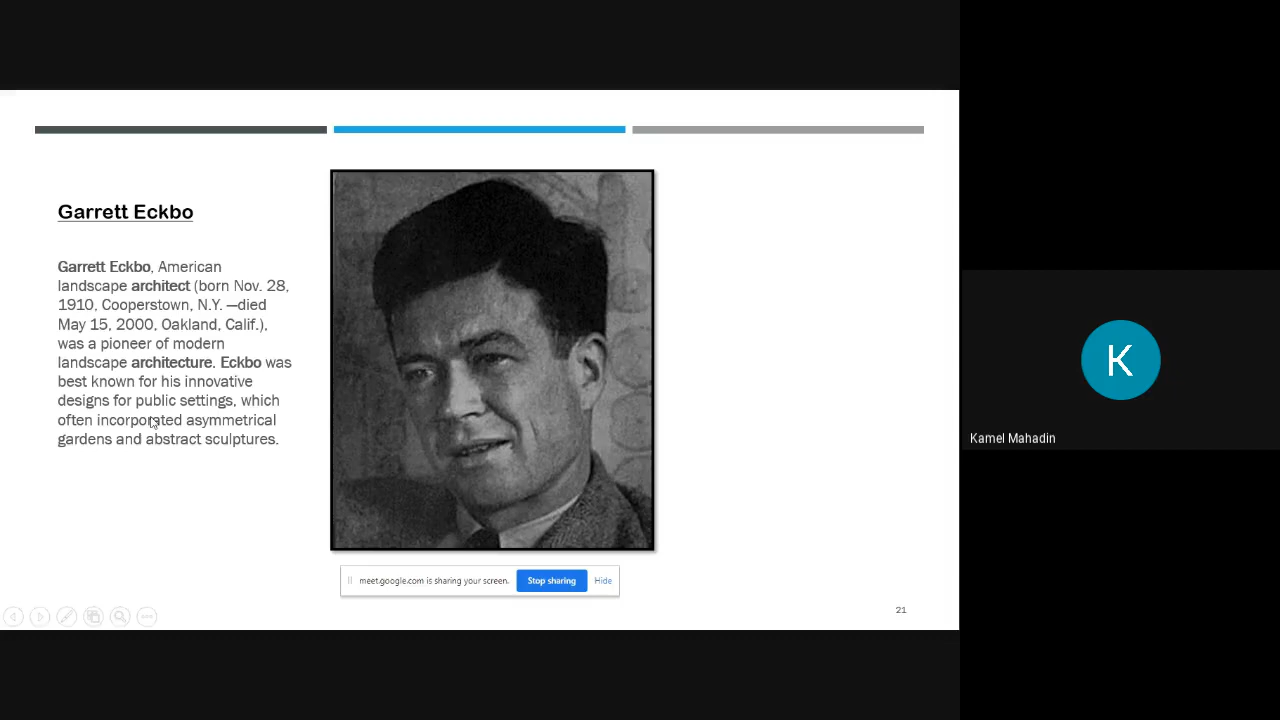 Garrett Eckbo
Garrett Eckbo, American
landscape architect (born Nov. 28,
1910, Cooperstown, N.Y. —died
May 15, 2000, Oakland, Calif.),
was a pioneer of modern
landscape architecture. Eckbo was
best known for his innovative
designs for public settings, which
often incorporated asymmetrical
gardens and abstract sculptures.
meet.google.com is sharing your screen. Stop sharing Hide
21
K
Kamel Mahadin